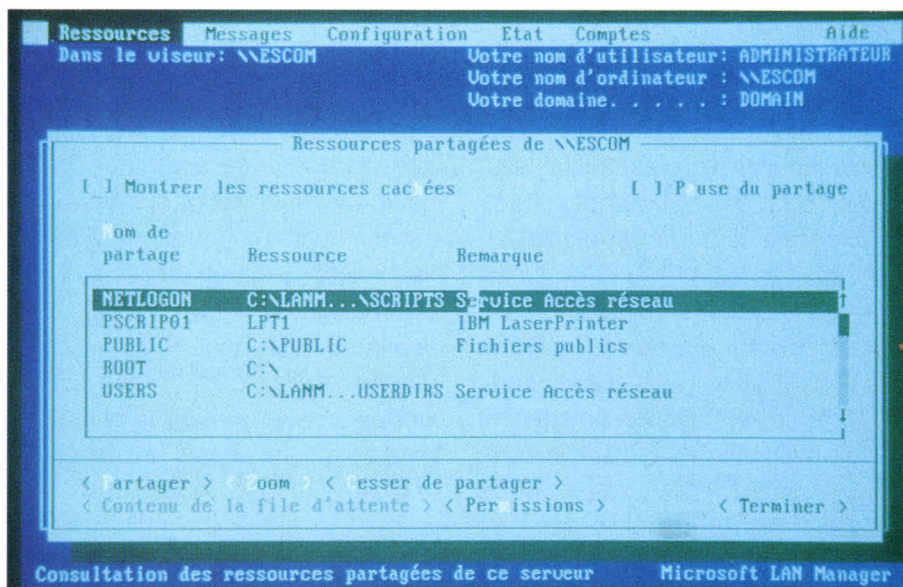 Ressources Messages Configuration Etat Comptes Aide
Dans le viseur: \\ESCOM Votre nom d'utilisateur: ADMINISTRATEUR
Votre nom d'ordinateur : \\ESCOM
Votre domaine. . . . . : DOMAIN
Ressources partagées de \\ESCOM
[_] Montrer les ressources cachées [ ] Pause du partage
Nom de
partage Ressource Remarque
NETLOGON C:\LANM...\SCRIPTS Service Accès réseau
PSCRIP01 LPT1 IBM LaserPrinter
PUBLIC C:\PUBLIC Fichiers publics
ROOT C:\
USERS C:\LANM...USERDIRS Service Accès réseau
< Partager > < Zoom > < Cesser de partager >
< Contenu de la file d'attente > < Permissions > < Terminer >
Consultation des ressources partagées de ce serveur Microsoft LAN Manager